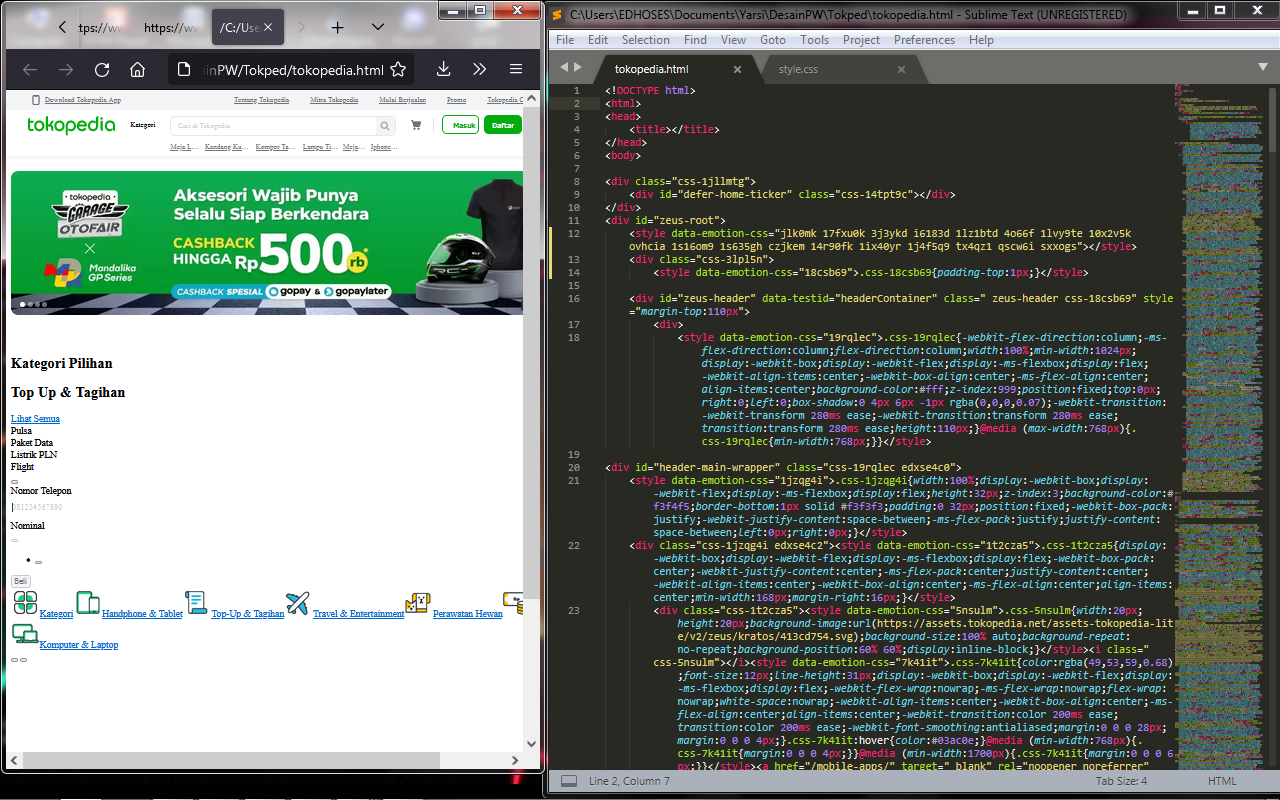 ttps://ww
https://ww
/C:/Use
inPW/Tokped/tokopedia.html
Download Tokopedia App
Tentang Tokopedia
Mitra Tokopedia
Mulai Berjualan
Promo
Tokopedia C
tokopedia
Kategori
Cari di Tokopedia
Masuk
Daftar
Meja L...
Kandang Ku...
Kompor Ta...
Lampu Ti...
Meja...
Iphone...
tokopedia
GARAGE
OTOFAIR
Mandalika
GP Series
Aksesori Wajib Punya
Selalu Siap Berkendara
CASHBACK
HINGGA Rp500rb
CASHBACK SPESIAL gopay & gopaylater
Kategori Pilihan
Top Up & Tagihan
Lihat Semua
Pulsa
Paket Data
Listrik PLN
Flight
Nomor Telepon
081234567890
Nominal
Beli
Kategori Handphone & Tablet Top-Up & Tagihan Travel & Entertainment Perawatan Hewan
Komputer & Laptop
C:\Users\EDHOSES\Documents\Yarsi\DesainPW\Tokped\tokopedia.html - Sublime Text (UNREGISTERED)
File Edit Selection Find View Goto Tools Project Preferences Help
tokopedia.html
style.css
1 <!DOCTYPE html>
2 <html>
3 <head>
4 <title></title>
5 </head>
6 <body>
7
8 <div class="css-1jllmtg">
9 <div id="defer-home-ticker" class="css-14tpt9c"></div>
10 </div>
11 <div id="zeus-root">
12 <style data-emotion-css="jlk0mk 17fxu0k 3j3ykd i6183d 1lz1btd 4o66f 1lvy9te 10x2v5k
ovhcia 1s16om9 1s635gh czjkem 14r90fk 1ix40yr 1j4f5q9 tx4qz1 qscw6i sxxogs"></style>
13 <div class="css-3lpl5n">
14 <style data-emotion-css="18csb69">.css-18csb69{padding-top:1px;}</style>
15
16 <div id="zeus-header" data-testid="headerContainer" class=" zeus-header css-18csb69" style
="margin-top:110px">
17 <div>
18 <style data-emotion-css="19rqlec">.css-19rqlec{-webkit-flex-direction:column;-ms-
flex-direction:column;flex-direction:column;width:100%;min-width:1024px;
display:-webkit-box;display:-webkit-flex;display:-ms-flexbox;display:flex;
-webkit-align-items:center;-webkit-box-align:center;-ms-flex-align:center;
align-items:center;background-color:#fff;z-index:999;position:fixed;top:0px;
right:0;left:0;box-shadow:0 4px 6px -1px rgba(0,0,0,0.07);-webkit-transition:
-webkit-transform 280ms ease;-webkit-transition:transform 280ms ease;
transition:transform 280ms ease;height:110px;}@media (max-width:768px){.
css-19rqlec{min-width:768px;}}</style>
19
20 <div id="header-main-wrapper" class="css-19rqlec edxse4c0">
21 <style data-emotion-css="1jzqg4i">.css-1jzqg4i{width:100%;display:-webkit-box;display:
-webkit-flex;display:-ms-flexbox;display:flex;height:32px;z-index:3;background-color:#
f3f4f5;border-bottom:1px solid #f3f3f3;padding:0 32px;position:fixed;-webkit-box-pack:
justify;-webkit-justify-content:space-between;-ms-flex-pack:justify;justify-content:
space-between;left:0px;right:0px;}</style>
22 <div class="css-1jzqg4i edxse4c2"><style data-emotion-css="1t2cza5">.css-1t2cza5{display:
-webkit-box;display:-webkit-flex;display:-ms-flexbox;display:flex;-webkit-box-pack:
center;-webkit-justify-content:center;-ms-flex-pack:center;justify-content:center;
-webkit-align-items:center;-webkit-box-align:center;-ms-flex-align:center;align-items:
center;min-width:168px;margin-right:16px;}</style>
23 <div class="css-1t2cza5"><style data-emotion-css="5nsulm">.css-5nsulm{width:20px;
height:20px;background-image:url(https://assets.tokopedia.net/assets-tokopedia-lit
e/v2/zeus/kratos/413cd754.svg);background-size:100% auto;background-repeat:
no-repeat;background-position:60% 60%;display:inline-block;}</style><i class="
css-5nsulm"></i><style data-emotion-css="7k41it">.css-7k41it{color:rgba(49,53,59,0.68)
;font-size:12px;line-height:31px;display:-webkit-box;display:-webkit-flex;display:
-ms-flexbox;display:flex;-webkit-flex-wrap:nowrap;-ms-flex-wrap:nowrap;flex-wrap:
nowrap;white-space:nowrap;-webkit-align-items:center;-webkit-box-align:center;-ms-
flex-align:center;align-items:center;-webkit-transition:color 200ms ease;
transition:color 200ms ease;-webkit-font-smoothing:antialiased;margin:0 0 0 28px;
margin:0 0 0 4px;}.css-7k41it:hover{color:#03ac0e;}@media (min-width:768px){.
css-7k41it{margin:0 0 0 4px;}}@media (min-width:1700px){.css-7k41it{margin:0 0 0 6
px;}}</style><a href="/mobile-apps/" target="_blank" rel="noopener noreferrer"
Line 2, Column 7
Tab Size: 4
HTML